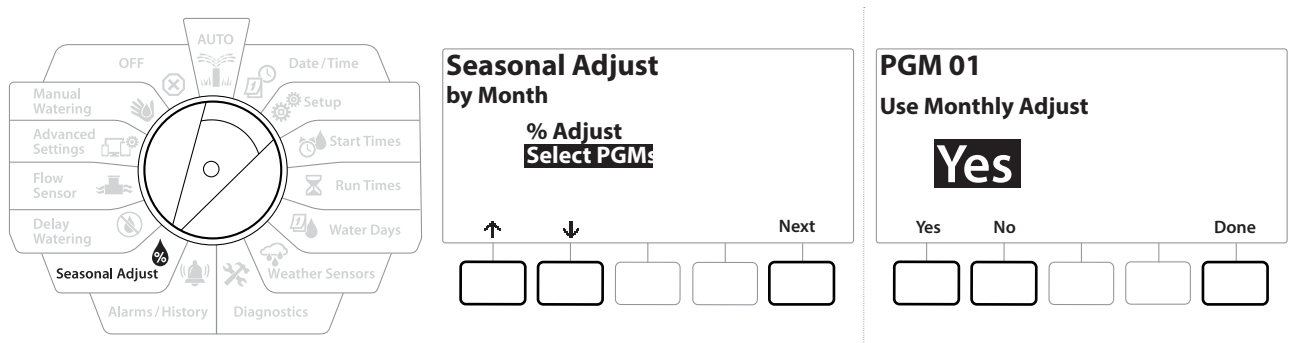 AUTO
OFF
Date / Time
Manual
Watering
Setup
Advanced
Settings
Start Times
Flow
Sensor
Run Times
Delay
Watering
Water Days
%
Seasonal Adjust
Weather Sensors
Alarms / History
Diagnostics
Seasonal Adjust
by Month
% Adjust
Select PGMs
Next
PGM 01
Use Monthly Adjust
Yes
Yes No Done